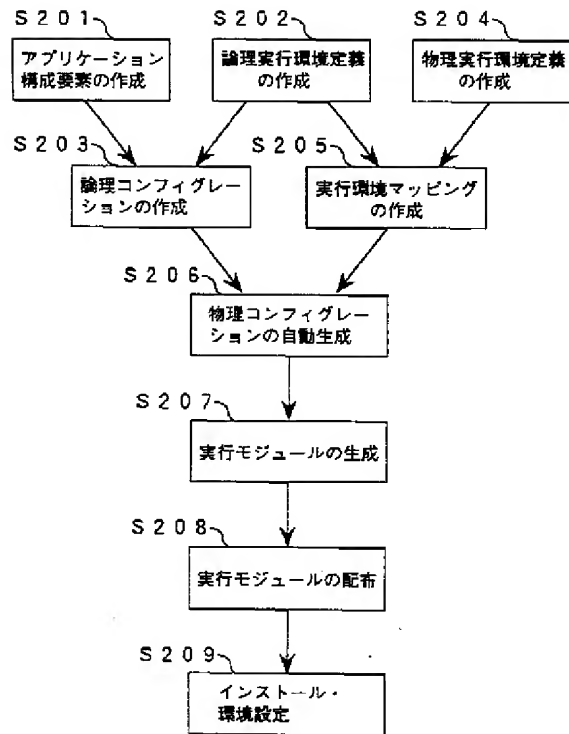 S201
アプリケーション
構成要素の作成
S202
論理実行環境定義
の作成
S204
物理実行環境定義
の作成
S203
論理コンフィグレー
ションの作成
S205
実行環境マッピング
の作成
S206
物理コンフィグレー
ションの自動生成
S207
実行モジュールの生成
S208
実行モジュールの配布
S209
インストール・
環境設定